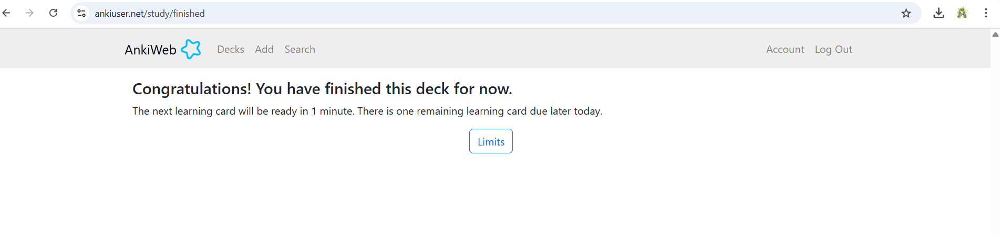 ankiuser.net/study/finished
AnkiWeb Decks Add Search Account Log Out
Congratulations! You have finished this deck for now.
The next learning card will be ready in 1 minute. There is one remaining learning card due later today.
Limits